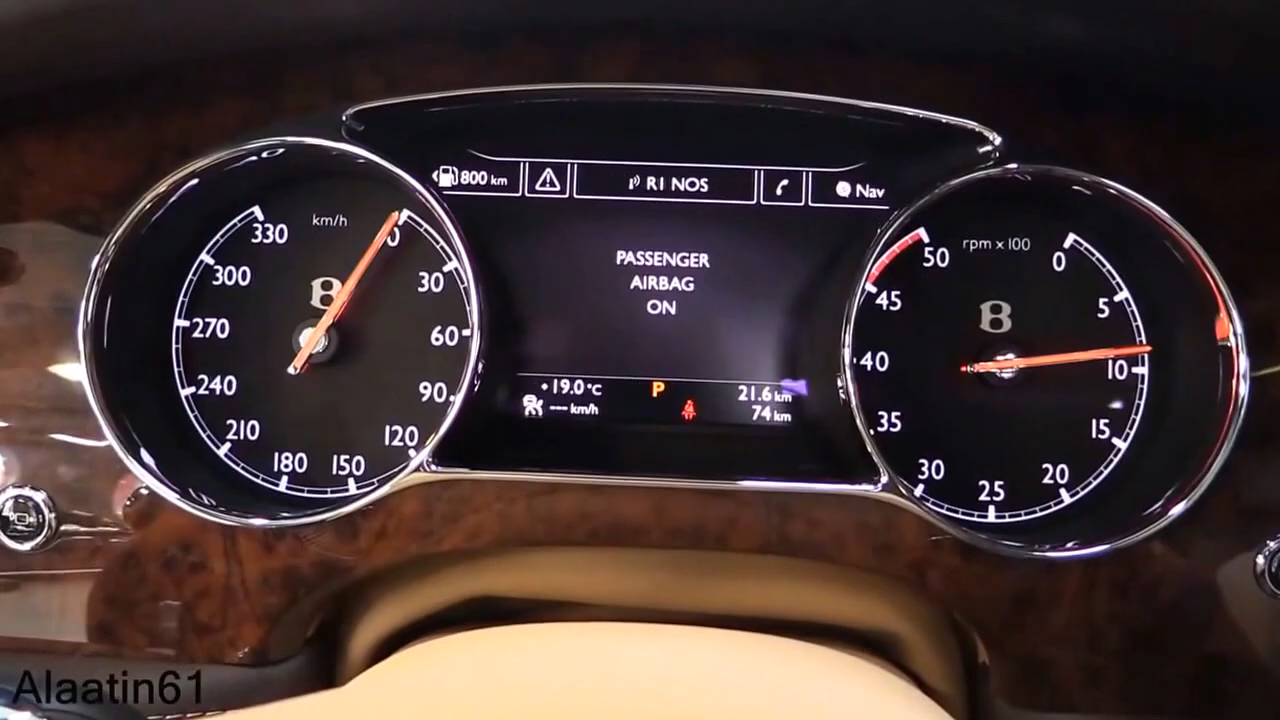 800 km
R1 NOS
Nav
km/h
0
30
60
90
120
150
180
210
240
270
300
330
B
PASSENGER
AIRBAG
ON
+19.0 °C
P
21.6 km
--- km/h
74 km
rpm x 100
0
5
10
15
20
25
30
35
40
45
50
B
Alaatin61